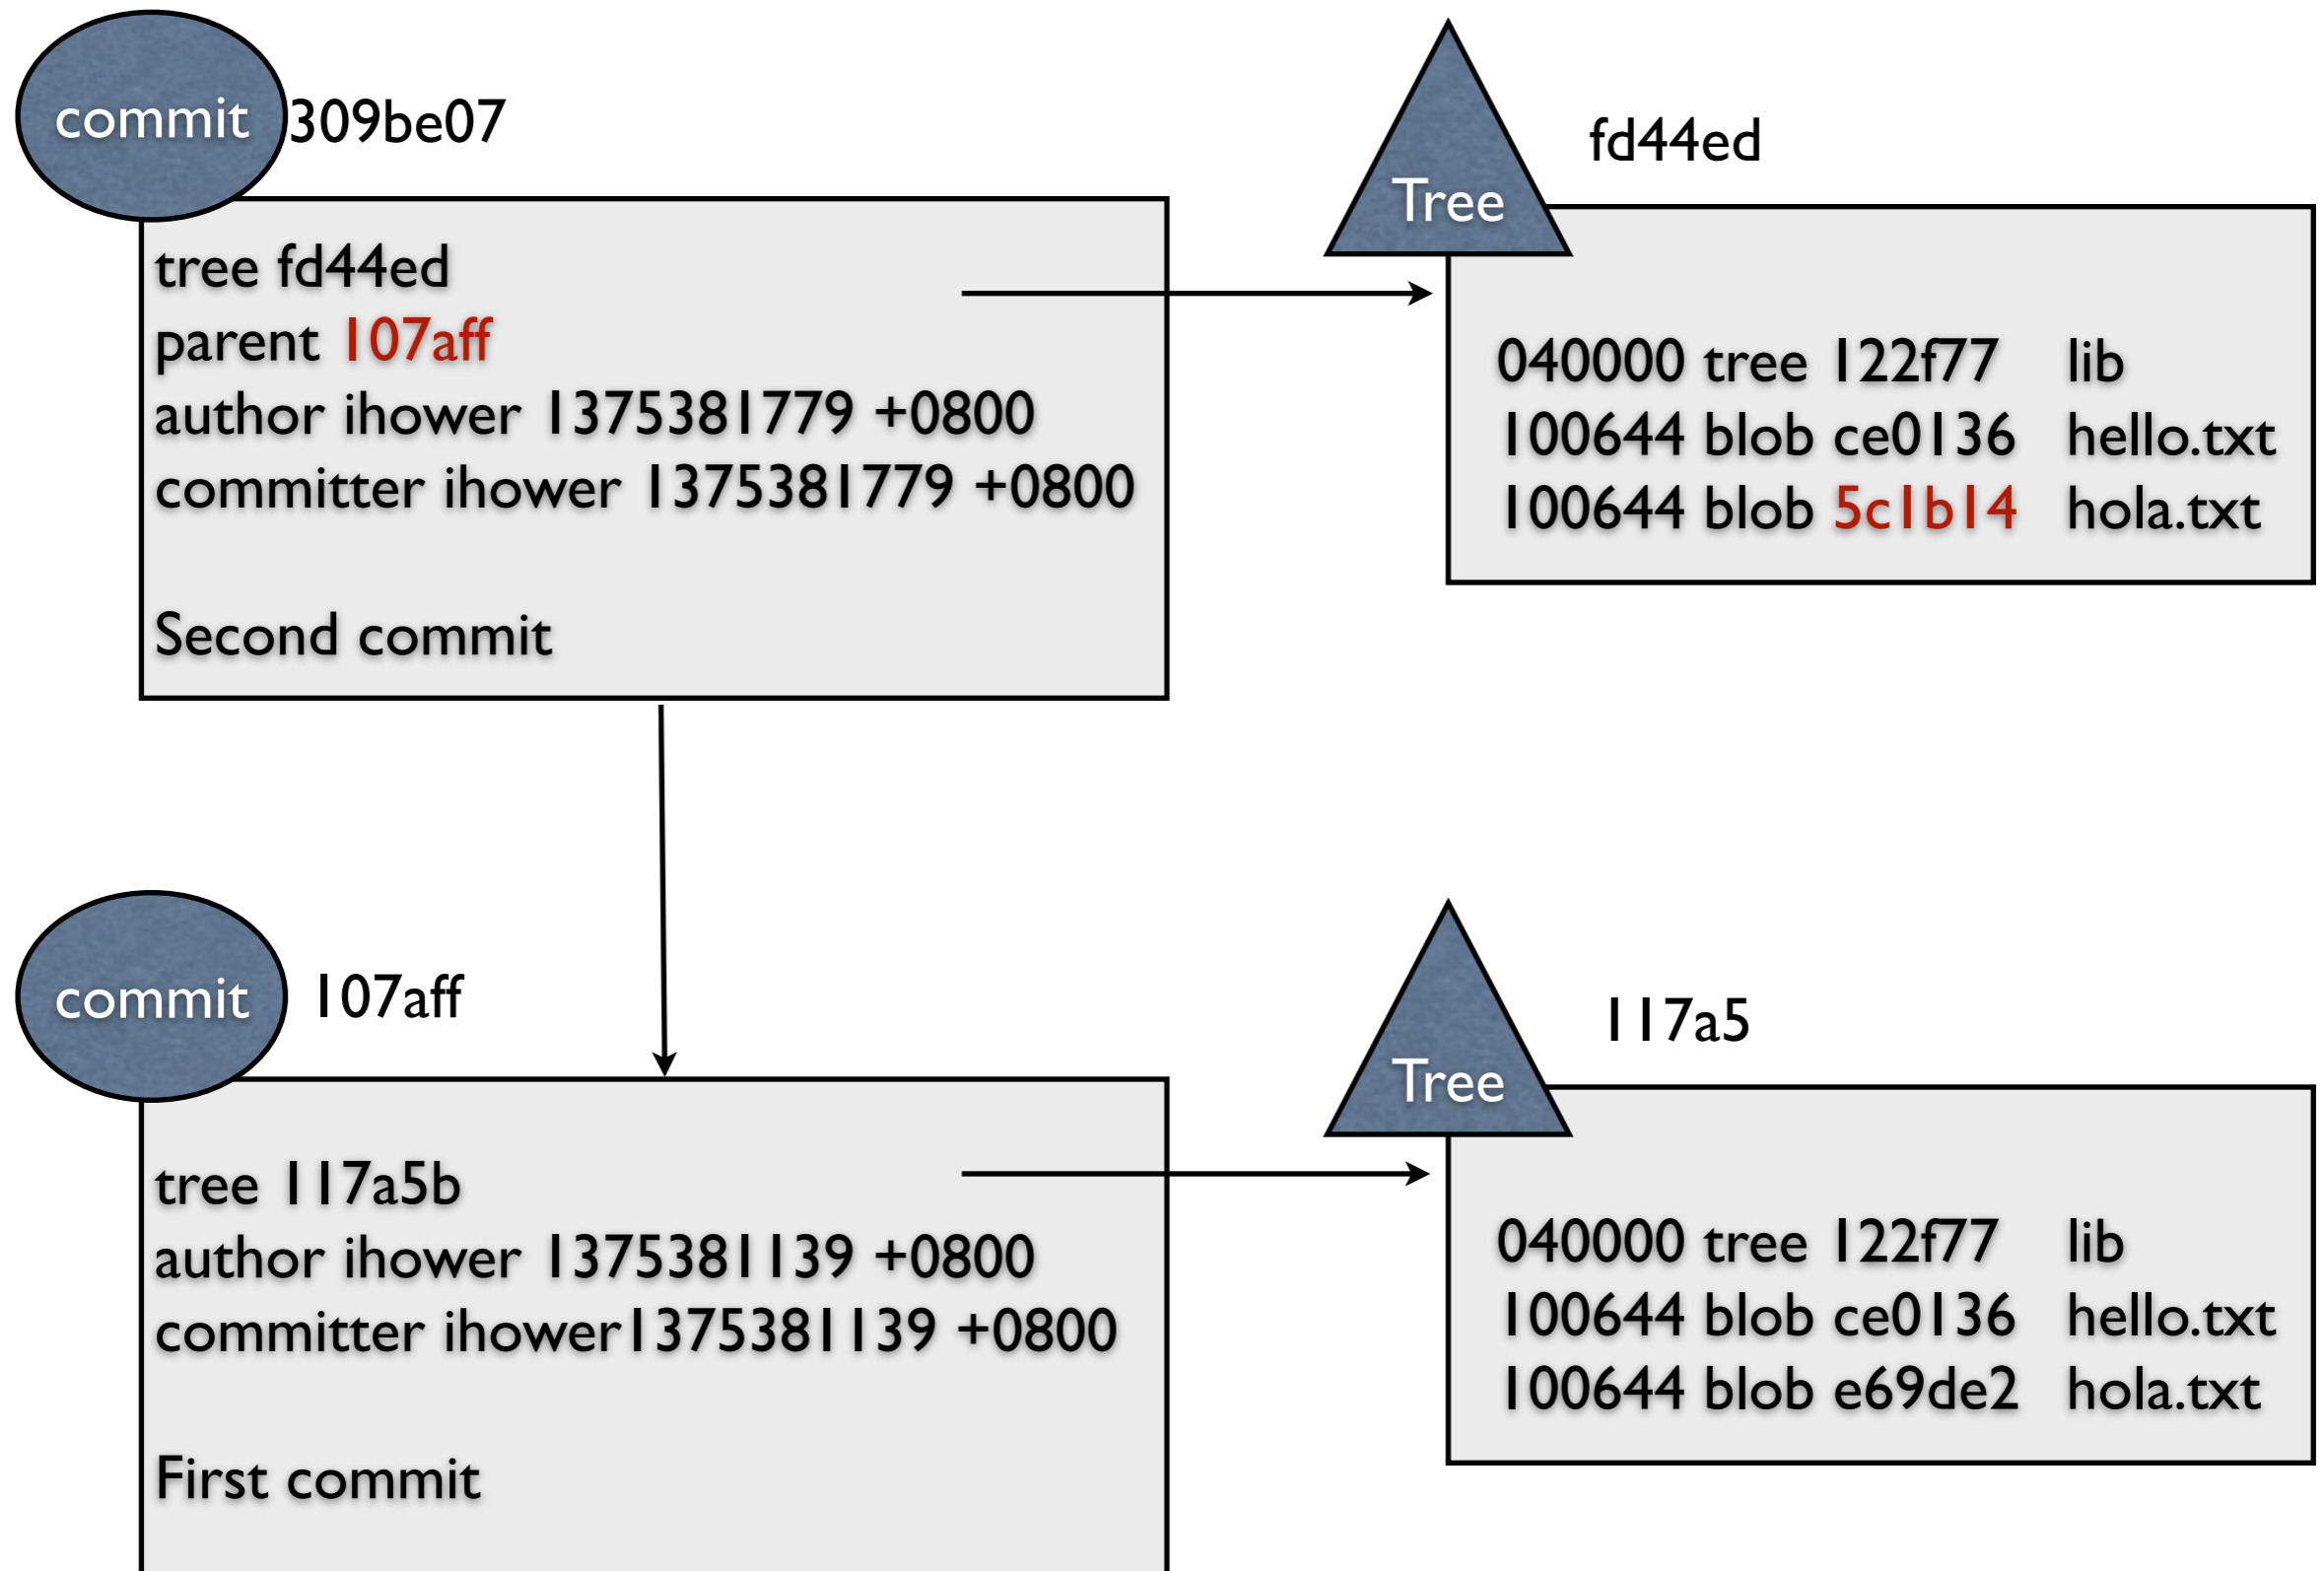 commit
309be07
tree fd44ed
parent 107aff
author ihower 1375381779 +0800
committer ihower 1375381779 +0800
Second commit
Tree
fd44ed
040000 tree 122f77 lib
100644 blob ce0136 hello.txt
100644 blob 5c1b14 hola.txt
commit
107aff
tree 117a5b
author ihower 1375381139 +0800
committer ihower1375381139 +0800
First commit
Tree
117a5
040000 tree 122f77 lib
100644 blob ce0136 hello.txt
100644 blob e69de2 hola.txt